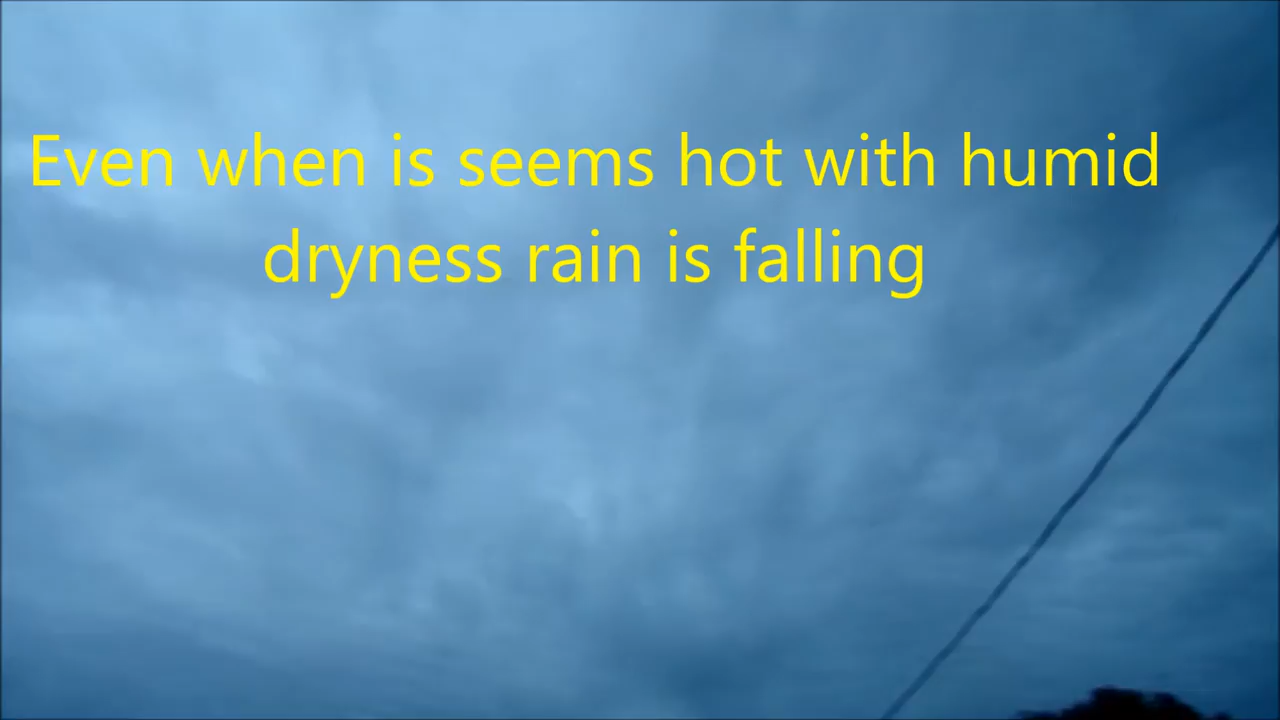 Even when is seems hot with humid
dryness rain is falling